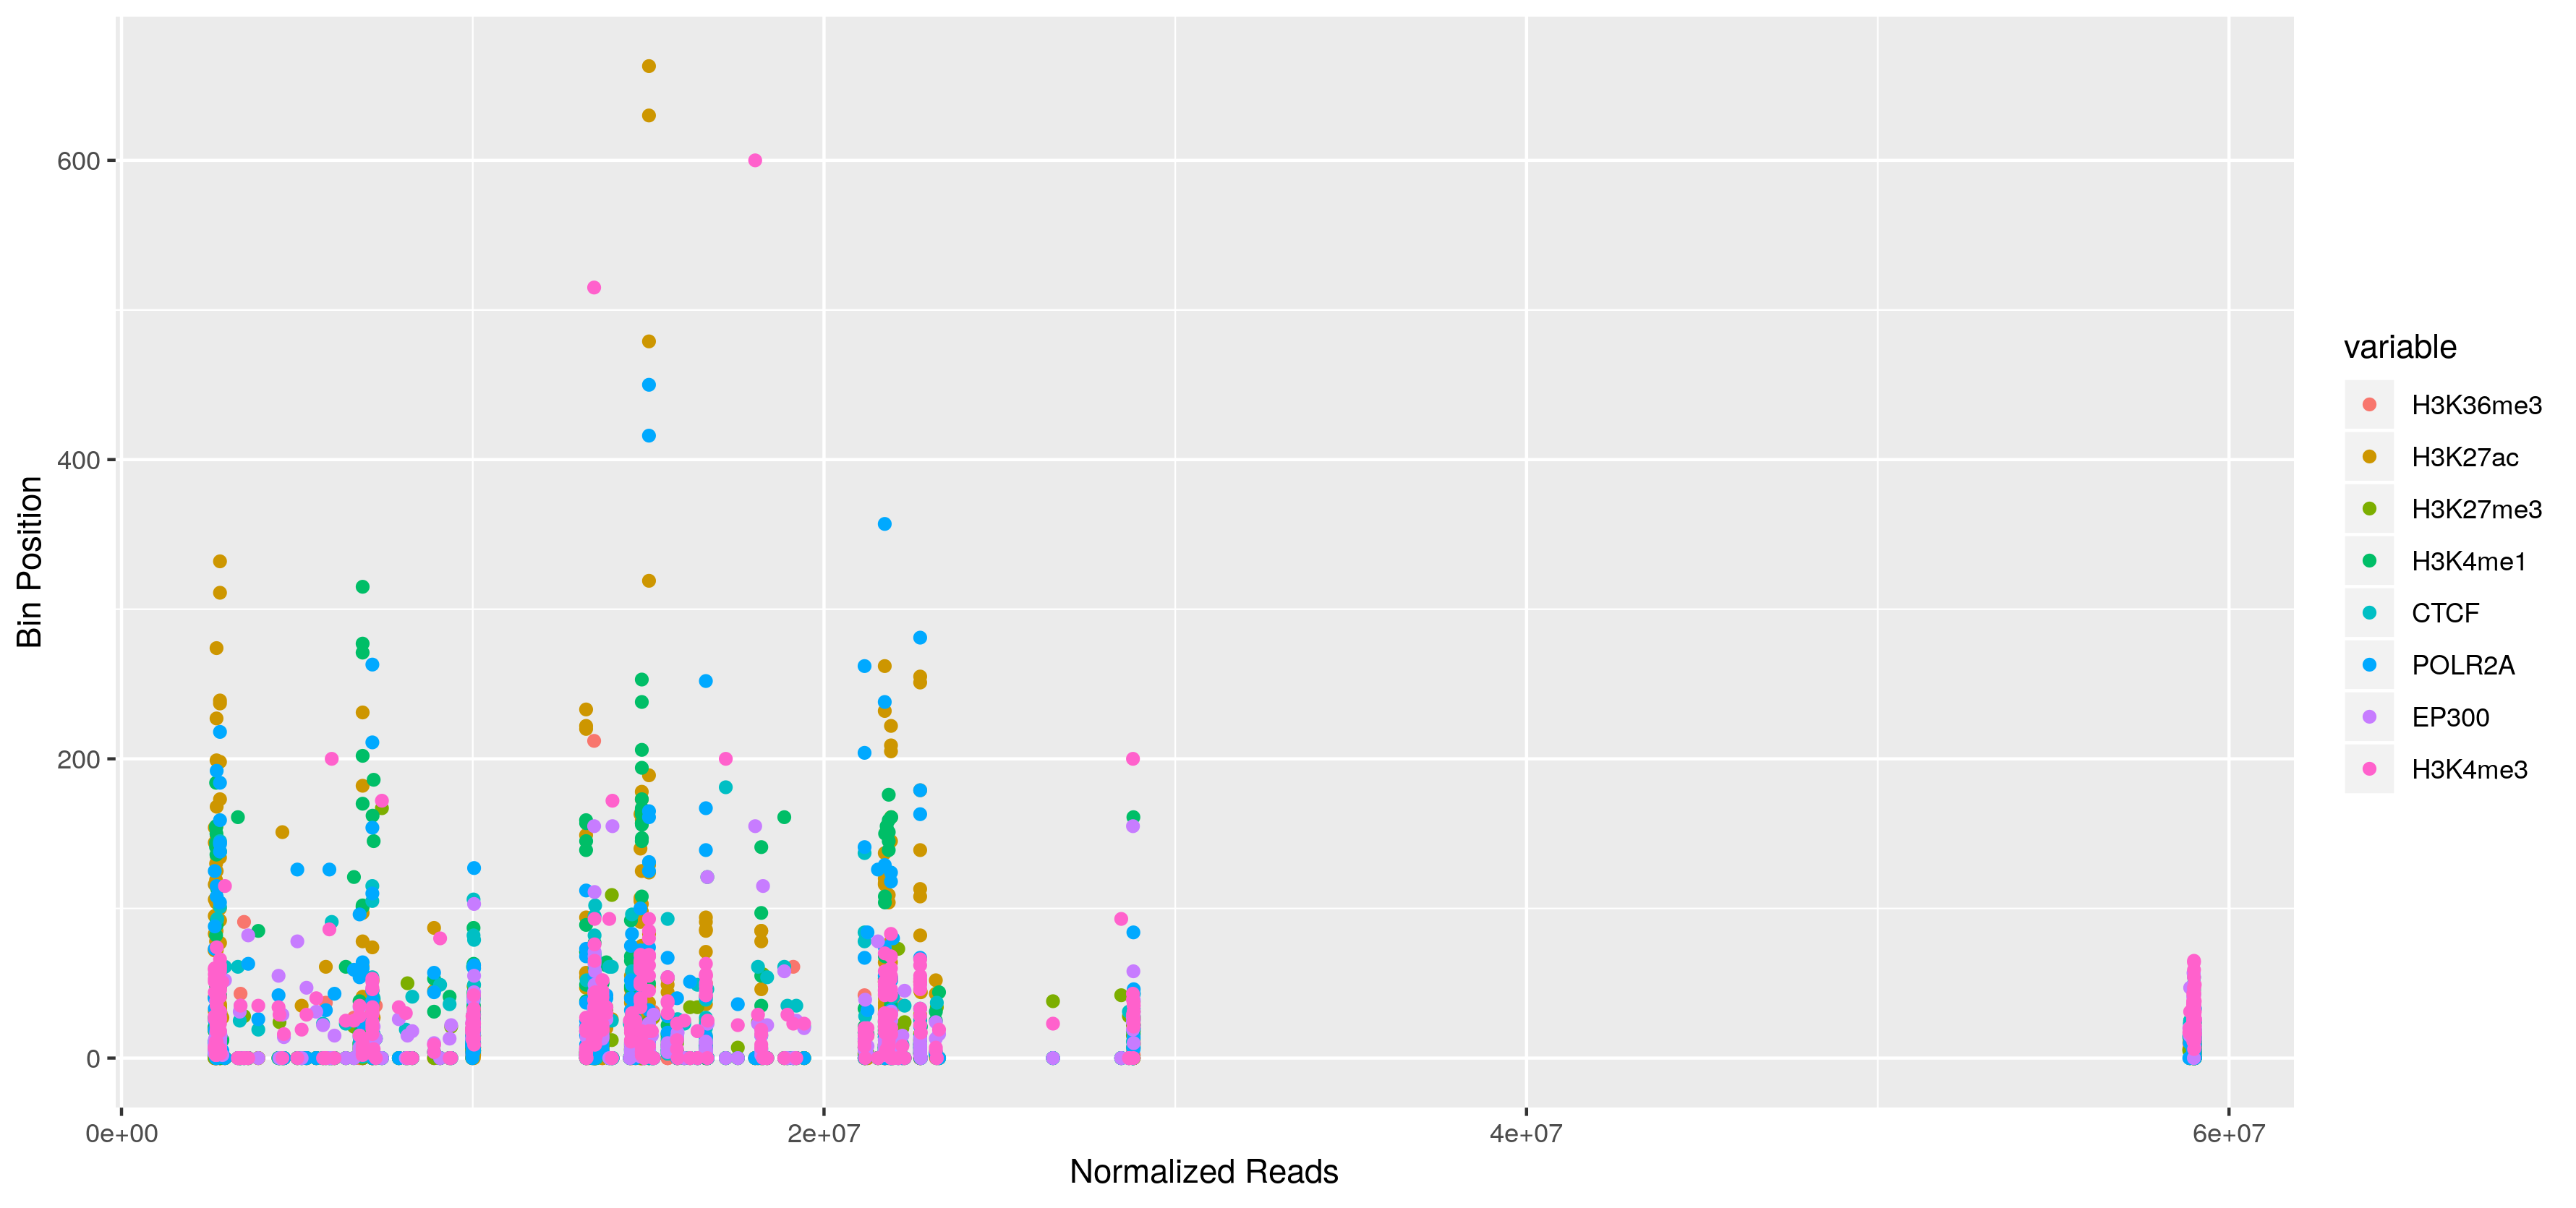 600
400
200
0
Bin Position
0e+00
2e+07
4e+07
6e+07
Normalized Reads
variable
H3K36me3
H3K27ac
H3K27me3
H3K4me1
CTCF
POLR2A
EP300
H3K4me3